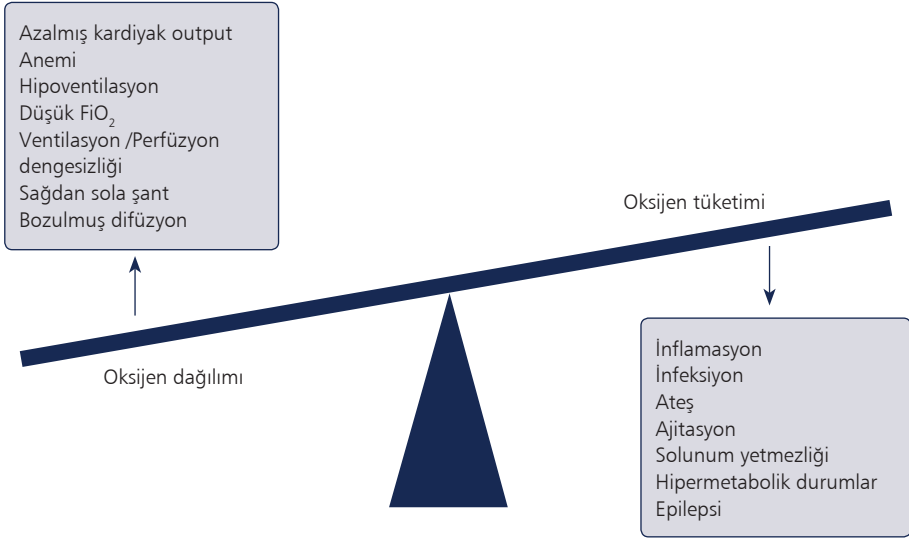 Azalmış kardiyak output
Anemi
Hipoventilasyon
Düşük FiO₂
Ventilasyon /Perfüzyon
dengesizliği
Sağdan sola şant
Bozulmuş difüzyon
Oksijen tüketimi
Oksijen dağılımı
İnflamasyon
İnfeksiyon
Ateş
Ajitasyon
Solunum yetmezliği
Hipermetabolik durumlar
Epilepsi